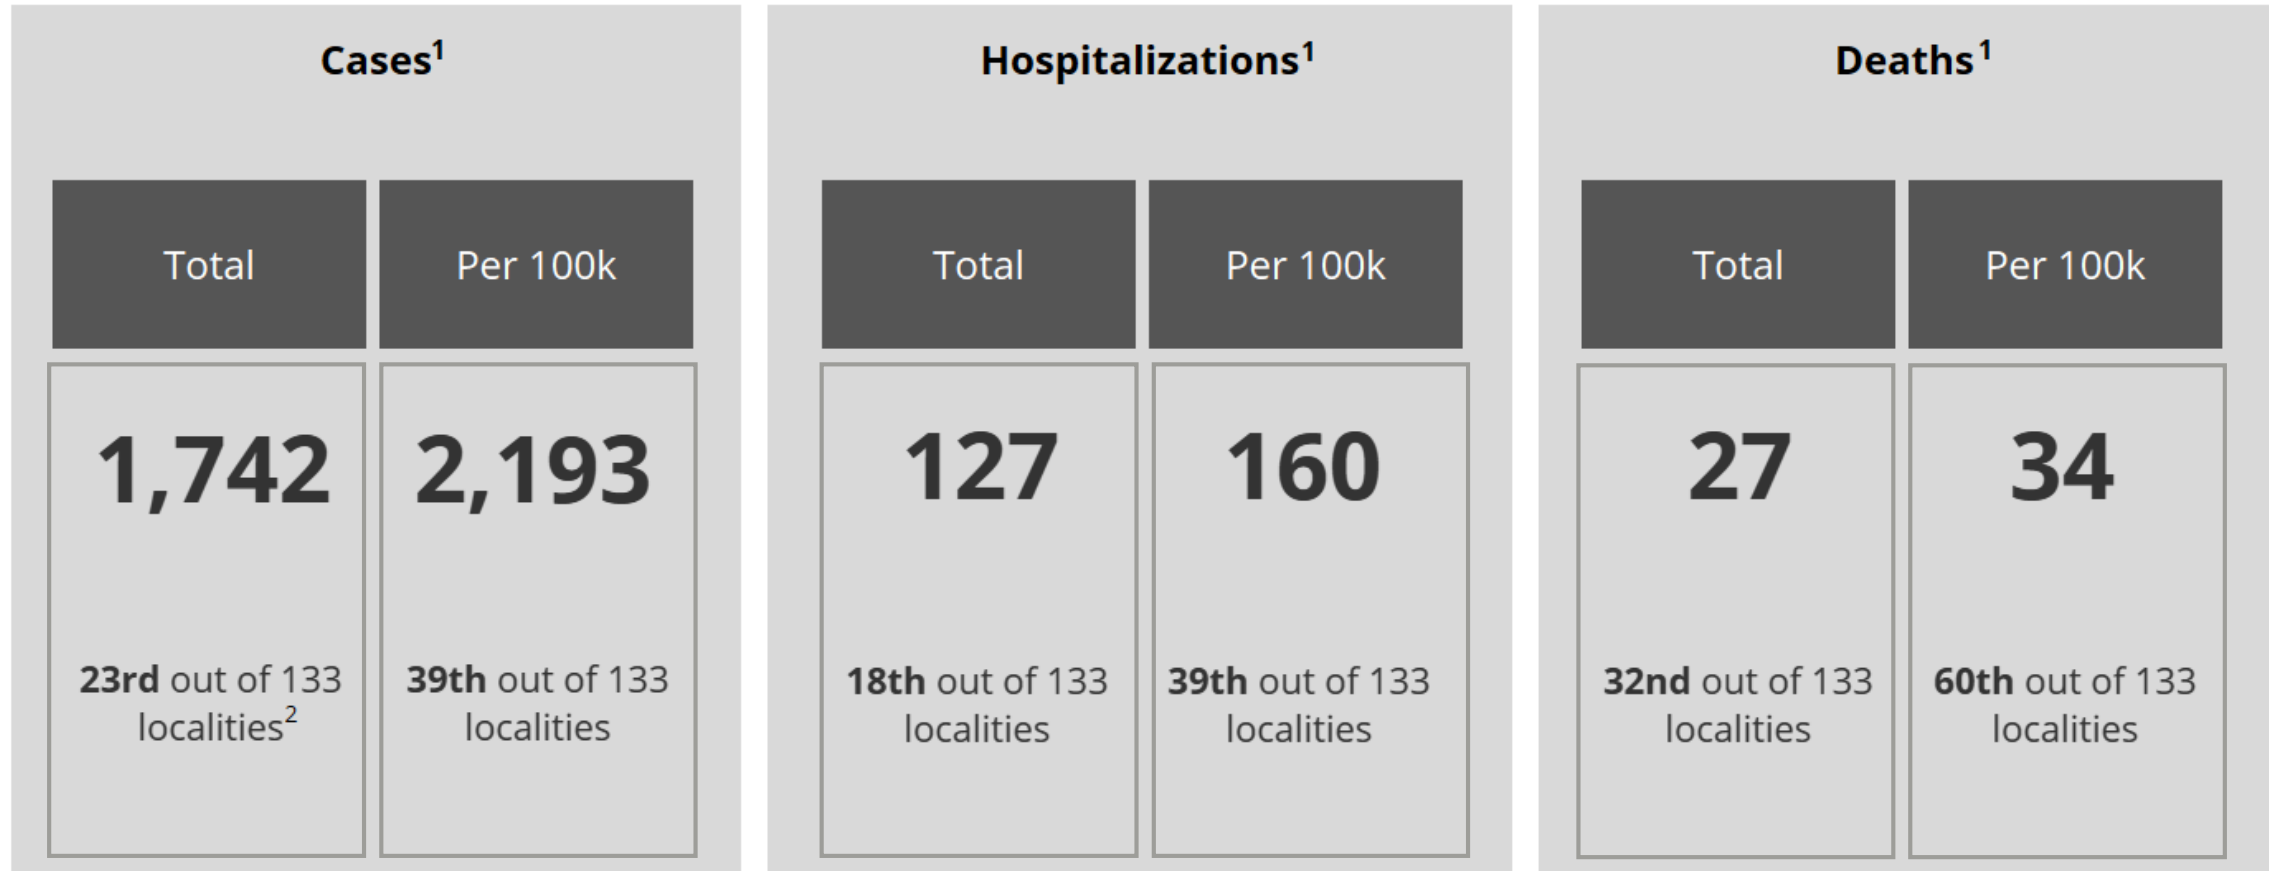 Cases¹
Hospitalizations¹
Deaths¹
Total
Per 100k
Total
Per 100k
Total
Per 100k
1,742
2,193
127
160
27
34
23rd out of 133
localities²
39th out of 133
localities
18th out of 133
localities
39th out of 133
localities
32nd out of 133
localities
60th out of 133
localities